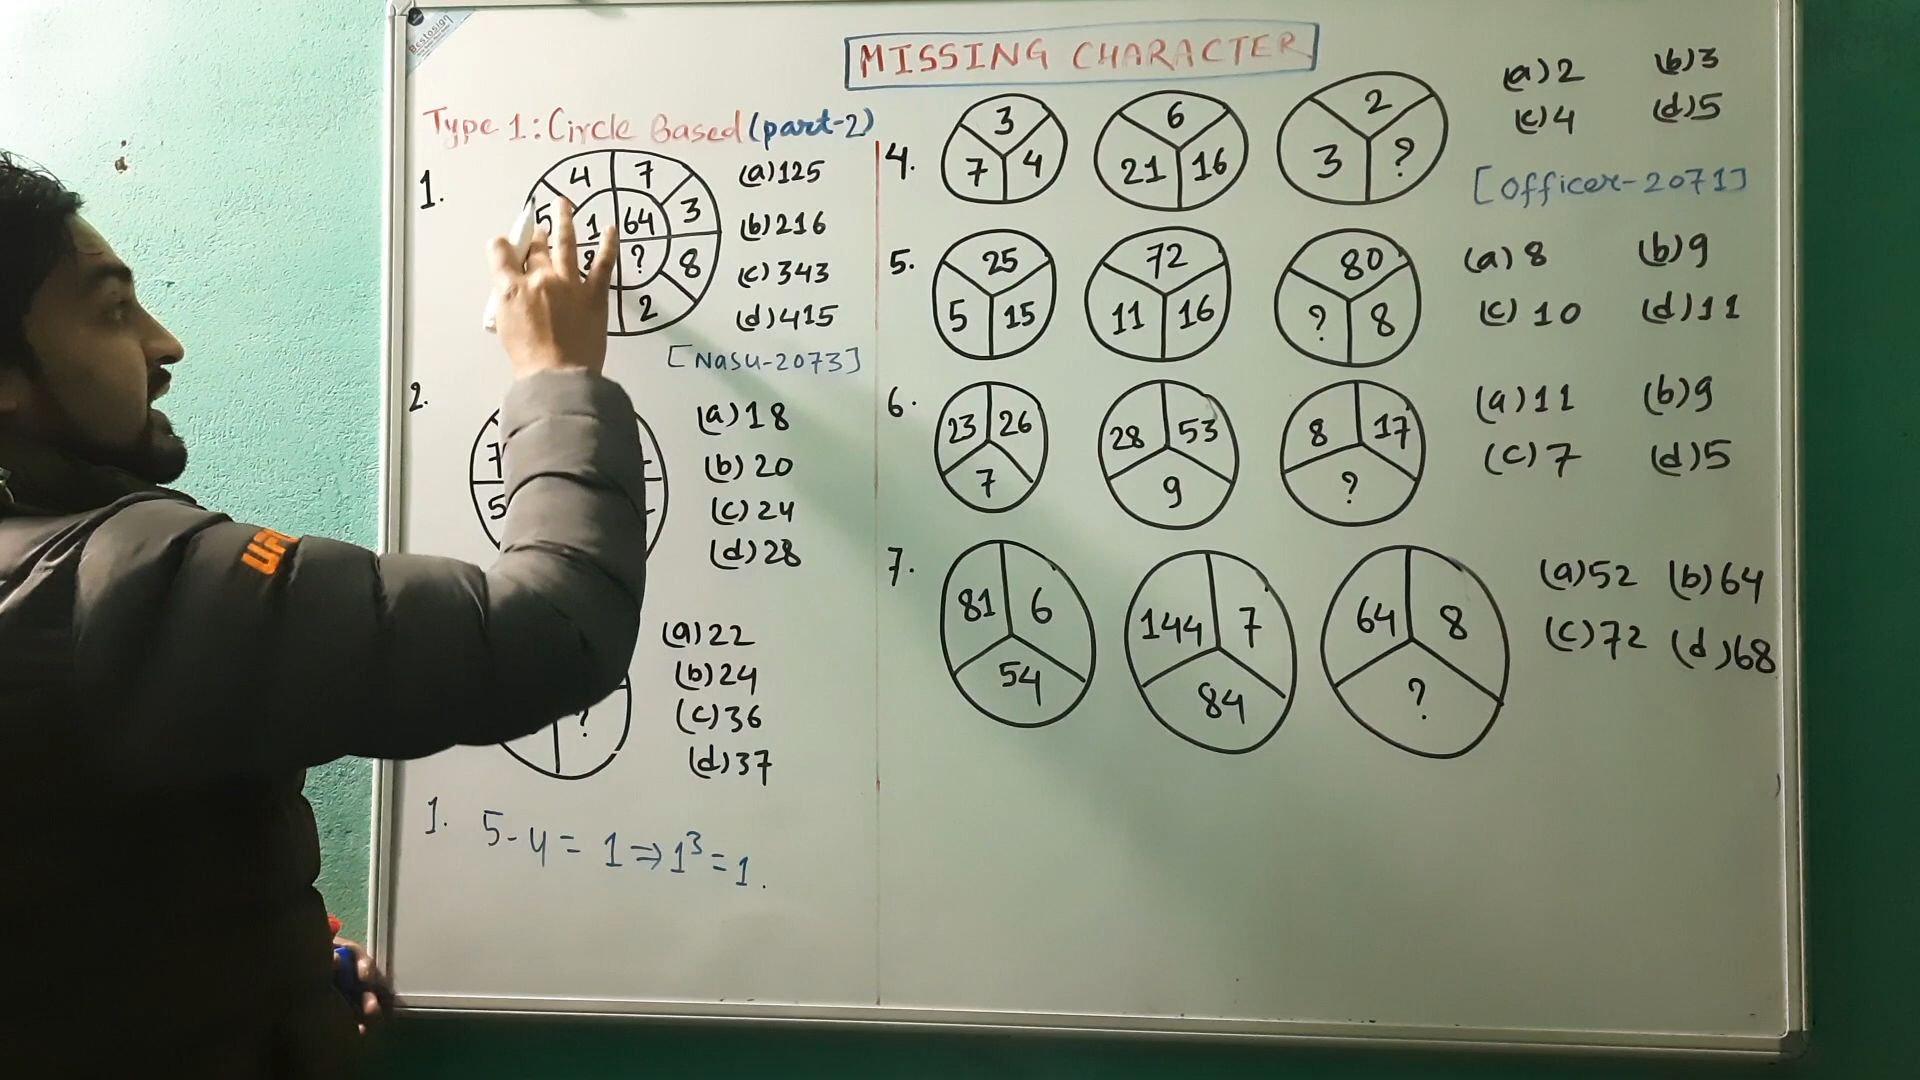 Bestosign
MISSING CHARACTER
Type 1: Circle Based (part-2)
1.
4 7
5 1 64 3
8 ? 8
2
(a) 125
(b) 216
(c) 343
(d) 415
[Nasu-2073]
2.
7
5
(a) 18
(b) 20
(c) 24
(d) 28
?
(a) 22
(b) 24
(c) 36
(d) 37
1. 5-4 = 1 ⇒ 1³ = 1.
4.
3 6 2
7 4 21 16 3 ?
(a) 2 (b) 3
(c) 4 (d) 5
[Officer-2071]
5.
25 72 80
5 15 11 16 ? 8
(a) 8 (b) 9
(c) 10 (d) 11
6.
23 26 28 53 8 17
7 9 ?
(a) 11 (b) 9
(c) 7 (d) 5
7.
81 6 144 7 64 8
54 84 ?
(a) 52 (b) 64
(c) 72 (d) 68